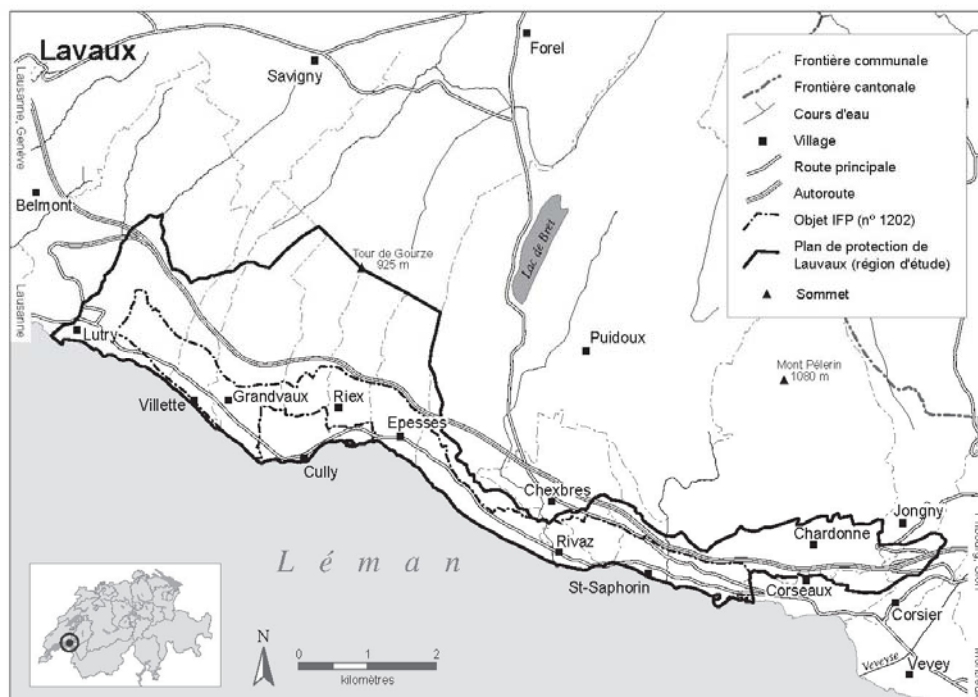 Lavaux
Savigny
Forel
Lausanne, Genève
Belmont
Frontière communale
Frontière cantonale
Cours d'eau
Village
Route principale
Autoroute
Objet IFP (nº 1202)
Plan de protection de
Lauvaux (région d'étude)
Sommet
Tour de Gourze
925 m
Lac de Bret
Lausanne
Lutry
Puidoux
Mont Pélerin
1080 m
Villette
Grandvaux
Riex
Epesses
Cully
Chexbres
Jongny
Chardonne
Rivaz
Léman
St-Saphorin
Corseaux
Corsier
Veveyse
Vevey
N
0 1 2
kilomètres